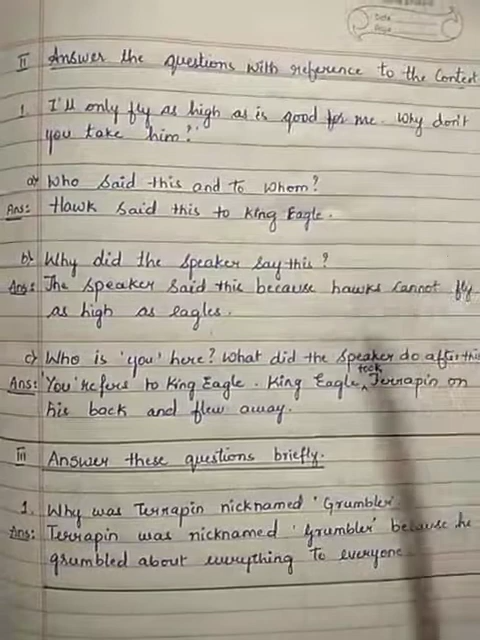 Date
Page
II Answer the questions with reference to the Context
1. I'll only fly as high as is good for me. Why don't
you take him?"
a) Who said this and to whom?
Ans: Hawk said this to King Eagle.
b) Why did the speaker say this?
Ans: The speaker said this because hawks cannot fly
as high as eagles.
c) Who is 'you' here? What did the speaker do after this
Ans: 'You' refers to King Eagle. King Eagle took Terrapin on
his back and flew away.
III Answer these questions briefly.
1. Why was Terrapin nicknamed 'Grumbler'.
Ans: Terrapin was nicknamed 'Grumbler' because he
grumbled about everything to everyone.